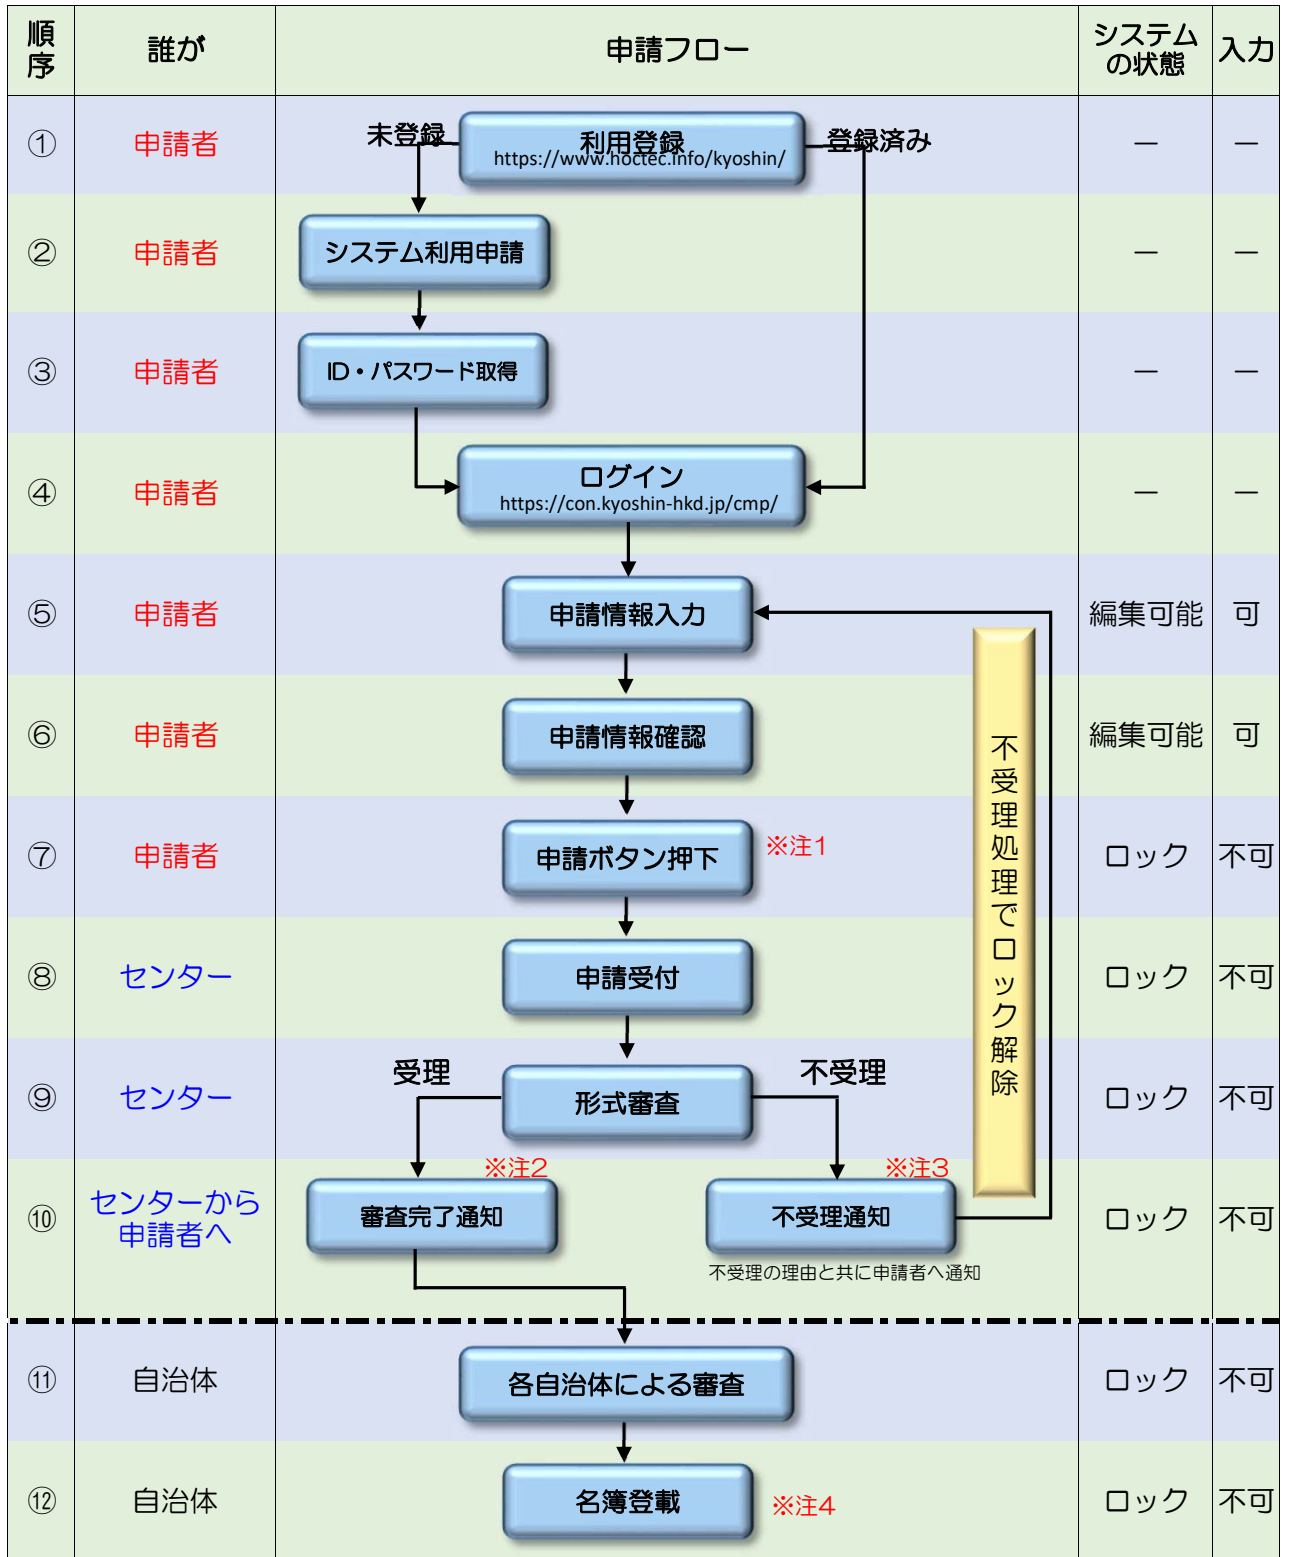 順序 誰が 申請フロー システムの状態 入力
① 申請者 未登録 利用登録 登録済み － －
https://www.hoctec.info/kyoshin/
② 申請者 システム利用申請 － －
③ 申請者 ID・パスワード取得 － －
④ 申請者 ログイン － －
https://con.kyoshin-hkd.jp/cmp/
⑤ 申請者 申請情報入力 編集可能 可
⑥ 申請者 申請情報確認 編集可能 可
不受理処理でロック解除
⑦ 申請者 申請ボタン押下 ※注1 ロック 不可
⑧ センター 申請受付 ロック 不可
受理 不受理
⑨ センター 形式審査 ロック 不可
※注2 ※注3
⑩ センターから申請者へ 審査完了通知 不受理通知 ロック 不可
不受理の理由と共に申請者へ通知
⑪ 自治体 各自治体による審査 ロック 不可
⑫ 自治体 名簿登載 ※注4 ロック 不可